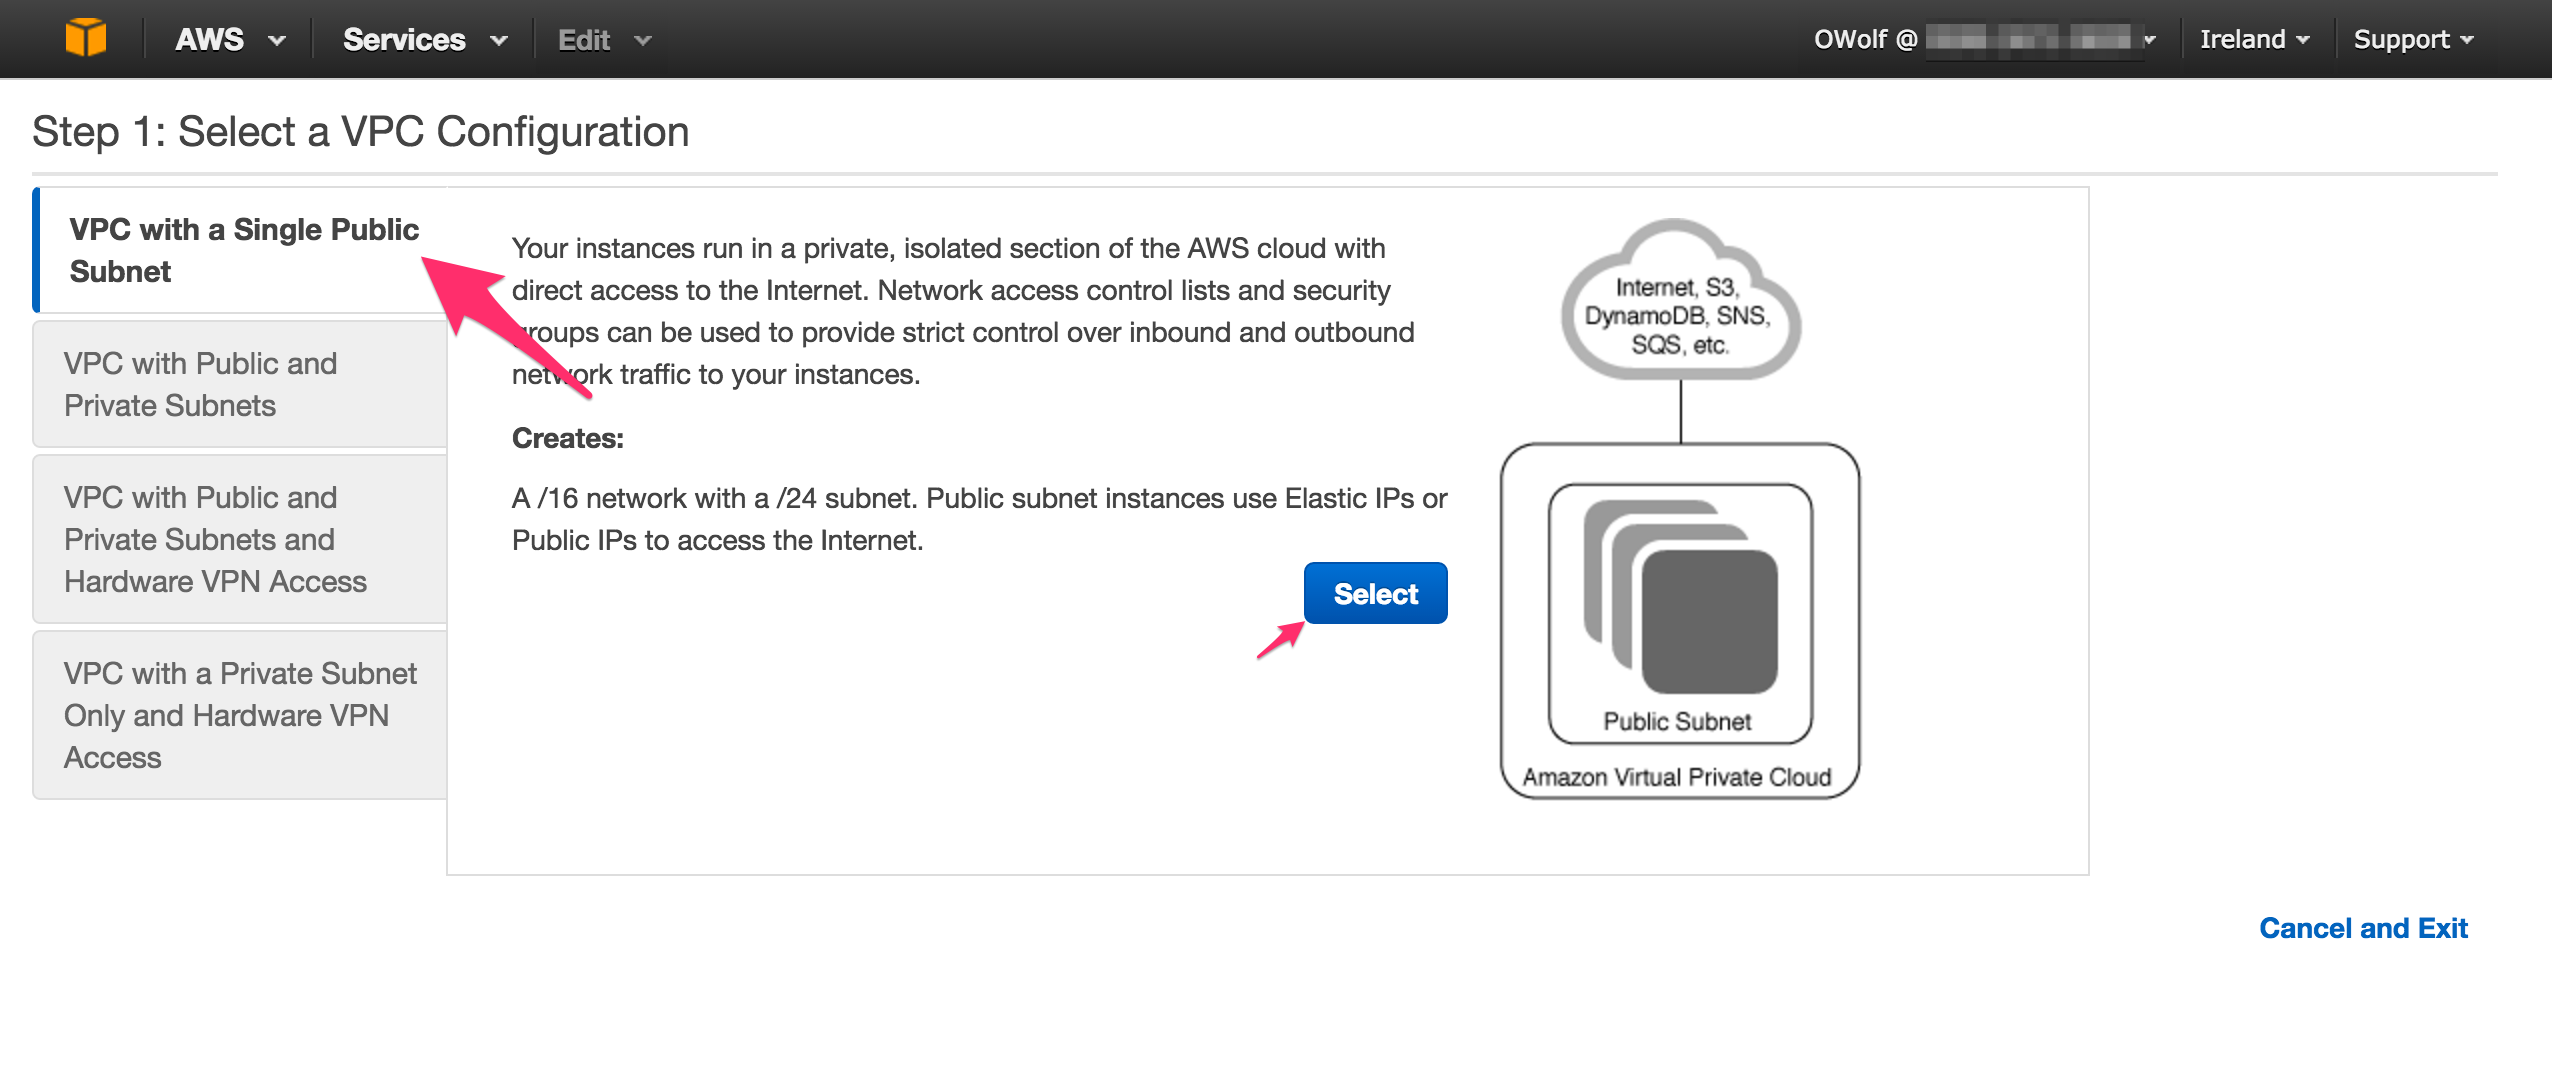 AWS Services Edit OWolf @ Ireland Support
Step 1: Select a VPC Configuration
VPC with a Single Public
Subnet
VPC with Public and
Private Subnets
VPC with Public and
Private Subnets and
Hardware VPN Access
VPC with a Private Subnet
Only and Hardware VPN
Access
Your instances run in a private, isolated section of the AWS cloud with
direct access to the Internet. Network access control lists and security
groups can be used to provide strict control over inbound and outbound
network traffic to your instances.
Creates:
A /16 network with a /24 subnet. Public subnet instances use Elastic IPs or
Public IPs to access the Internet.
Select
Internet, S3,
DynamoDB, SNS,
SQS, etc.
Public Subnet
Amazon Virtual Private Cloud
Cancel and Exit